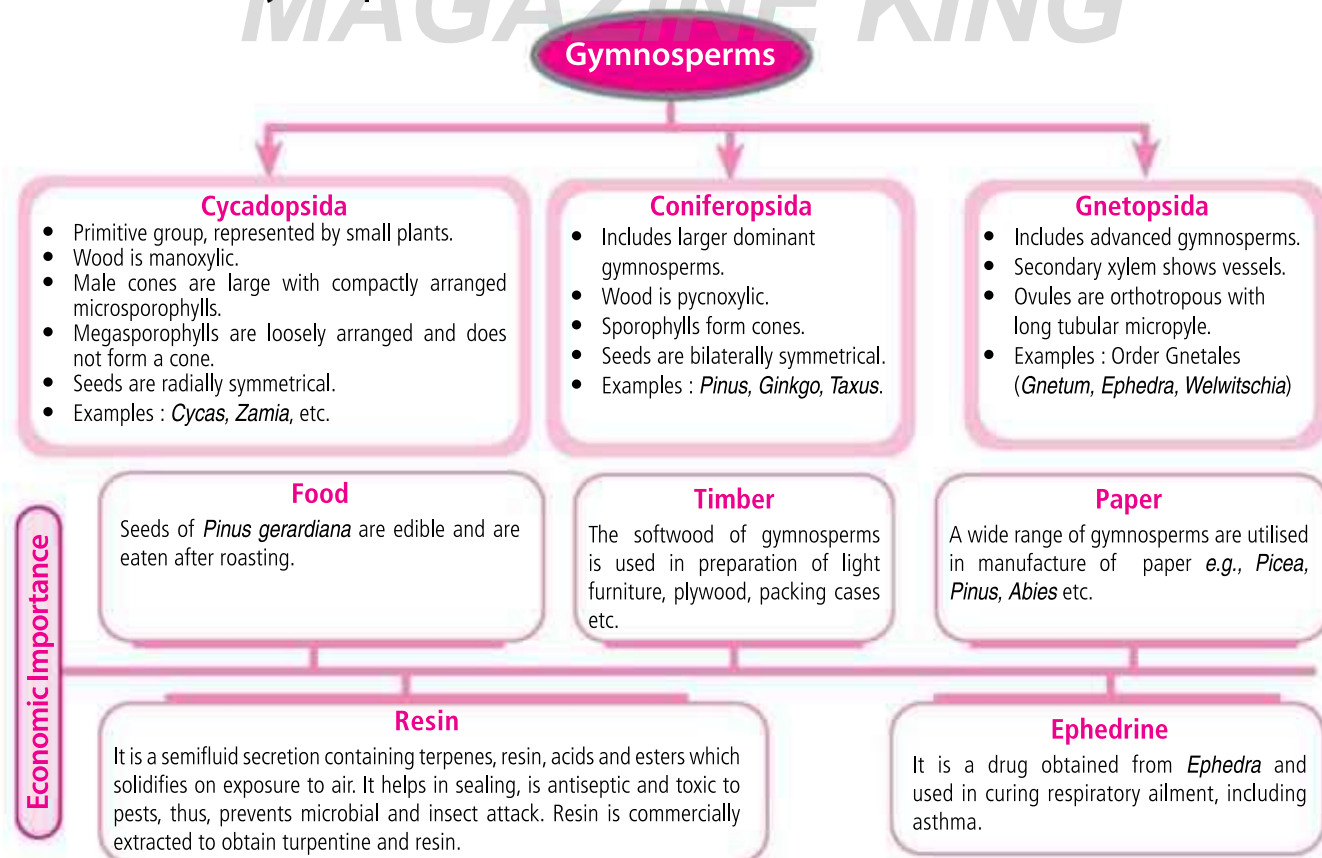 MAGAZINE KING
Gymnosperms
Cycadopsida
• Primitive group, represented by small plants.
• Wood is manoxylic.
• Male cones are large with compactly arranged
microsporophylls.
• Megasporophylls are loosely arranged and does
not form a cone.
• Seeds are radially symmetrical.
• Examples : Cycas, Zamia, etc.
Coniferopsida
• Includes larger dominant
gymnosperms.
• Wood is pycnoxylic.
• Sporophylls form cones.
• Seeds are bilaterally symmetrical.
• Examples : Pinus, Ginkgo, Taxus.
Gnetopsida
• Includes advanced gymnosperms.
• Secondary xylem shows vessels.
• Ovules are orthotropous with
long tubular micropyle.
• Examples : Order Gnetales
(Gnetum, Ephedra, Welwitschia)
Economic Importance
Food
Seeds of Pinus gerardiana are edible and are
eaten after roasting.
Timber
The softwood of gymnosperms
is used in preparation of light
furniture, plywood, packing cases
etc.
Paper
A wide range of gymnosperms are utilised
in manufacture of paper e.g., Picea,
Pinus, Abies etc.
Resin
It is a semifluid secretion containing terpenes, resin, acids and esters which
solidifies on exposure to air. It helps in sealing, is antiseptic and toxic to
pests, thus, prevents microbial and insect attack. Resin is commercially
extracted to obtain turpentine and resin.
Ephedrine
It is a drug obtained from Ephedra and
used in curing respiratory ailment, including
asthma.